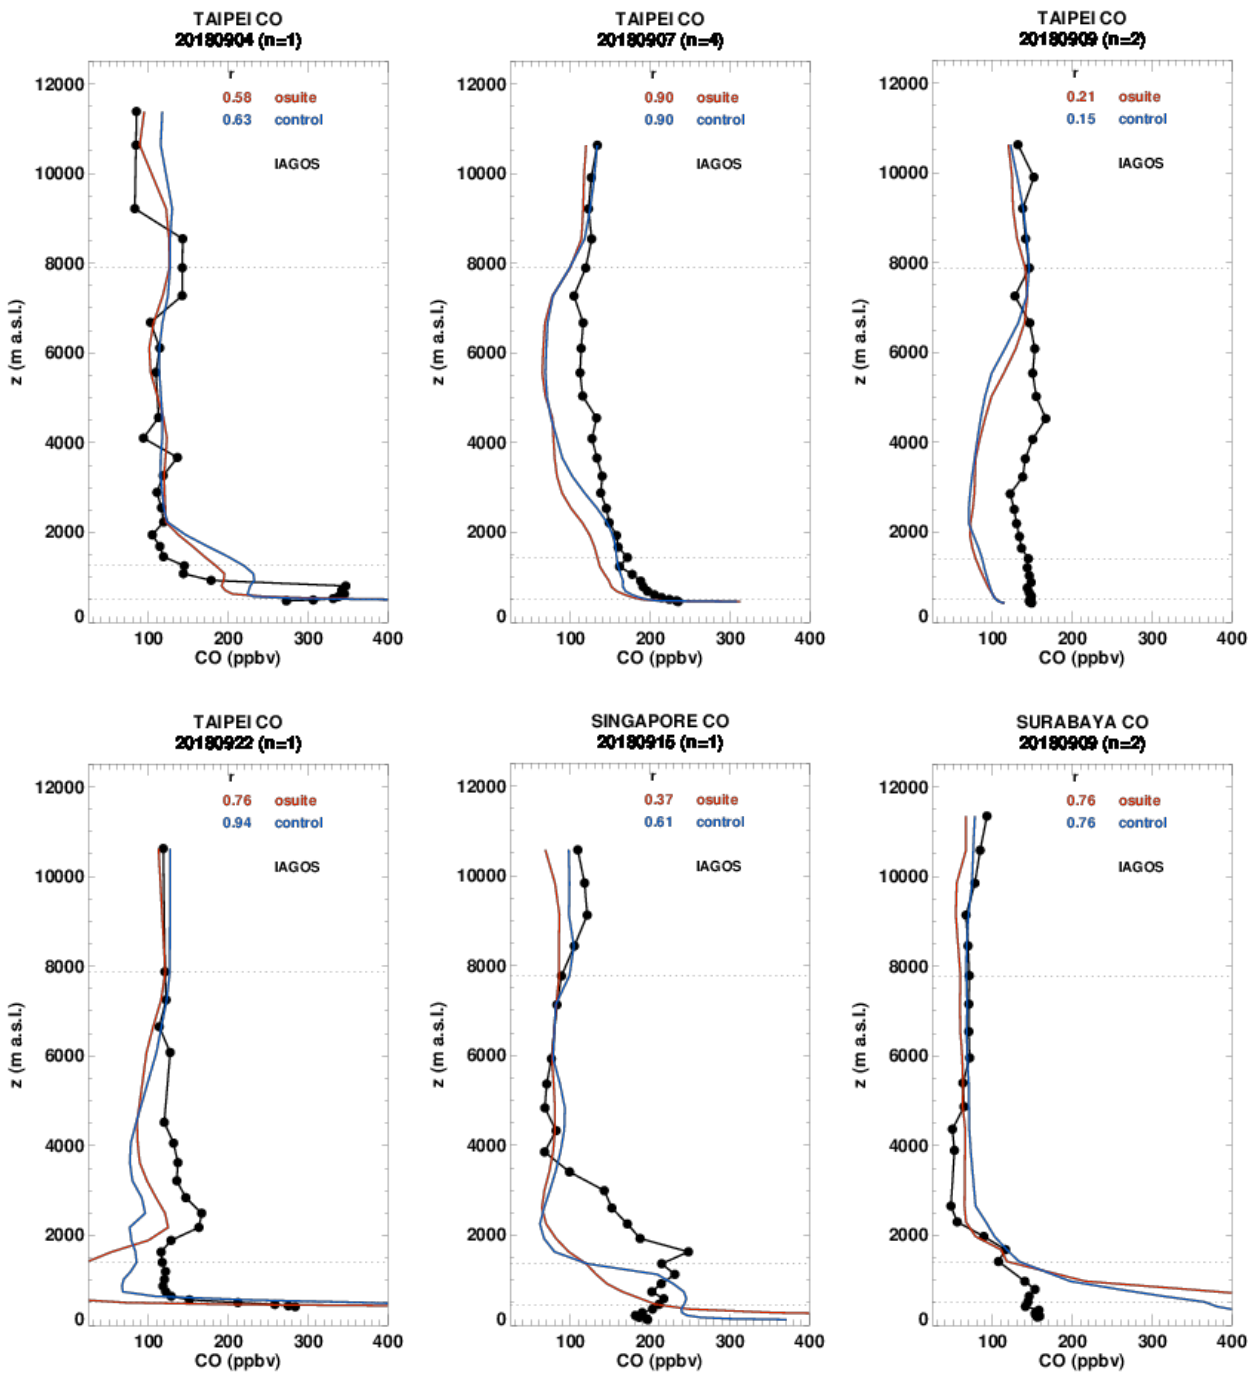 TAIPEI CO
20180904 (n=1)
r
0.58 osuite
0.63 control
IAGOS
12000
10000
8000
6000
4000
2000
0
z (m a.s.l.)
100 200 300 400
CO (ppbv)
TAIPEI CO
20180907 (n=4)
r
0.90 osuite
0.90 control
IAGOS
12000
10000
8000
6000
4000
2000
0
z (m a.s.l.)
100 200 300 400
CO (ppbv)
TAIPEI CO
20180909 (n=2)
r
0.21 osuite
0.15 control
IAGOS
12000
10000
8000
6000
4000
2000
0
z (m a.s.l.)
100 200 300 400
CO (ppbv)
TAIPEI CO
20180922 (n=1)
r
0.76 osuite
0.94 control
IAGOS
12000
10000
8000
6000
4000
2000
0
z (m a.s.l.)
100 200 300 400
CO (ppbv)
SINGAPORE CO
20180915 (n=1)
r
0.37 osuite
0.61 control
IAGOS
12000
10000
8000
6000
4000
2000
0
z (m a.s.l.)
100 200 300 400
CO (ppbv)
SURABAYA CO
20180909 (n=2)
r
0.76 osuite
0.76 control
IAGOS
12000
10000
8000
6000
4000
2000
0
z (m a.s.l.)
100 200 300 400
CO (ppbv)